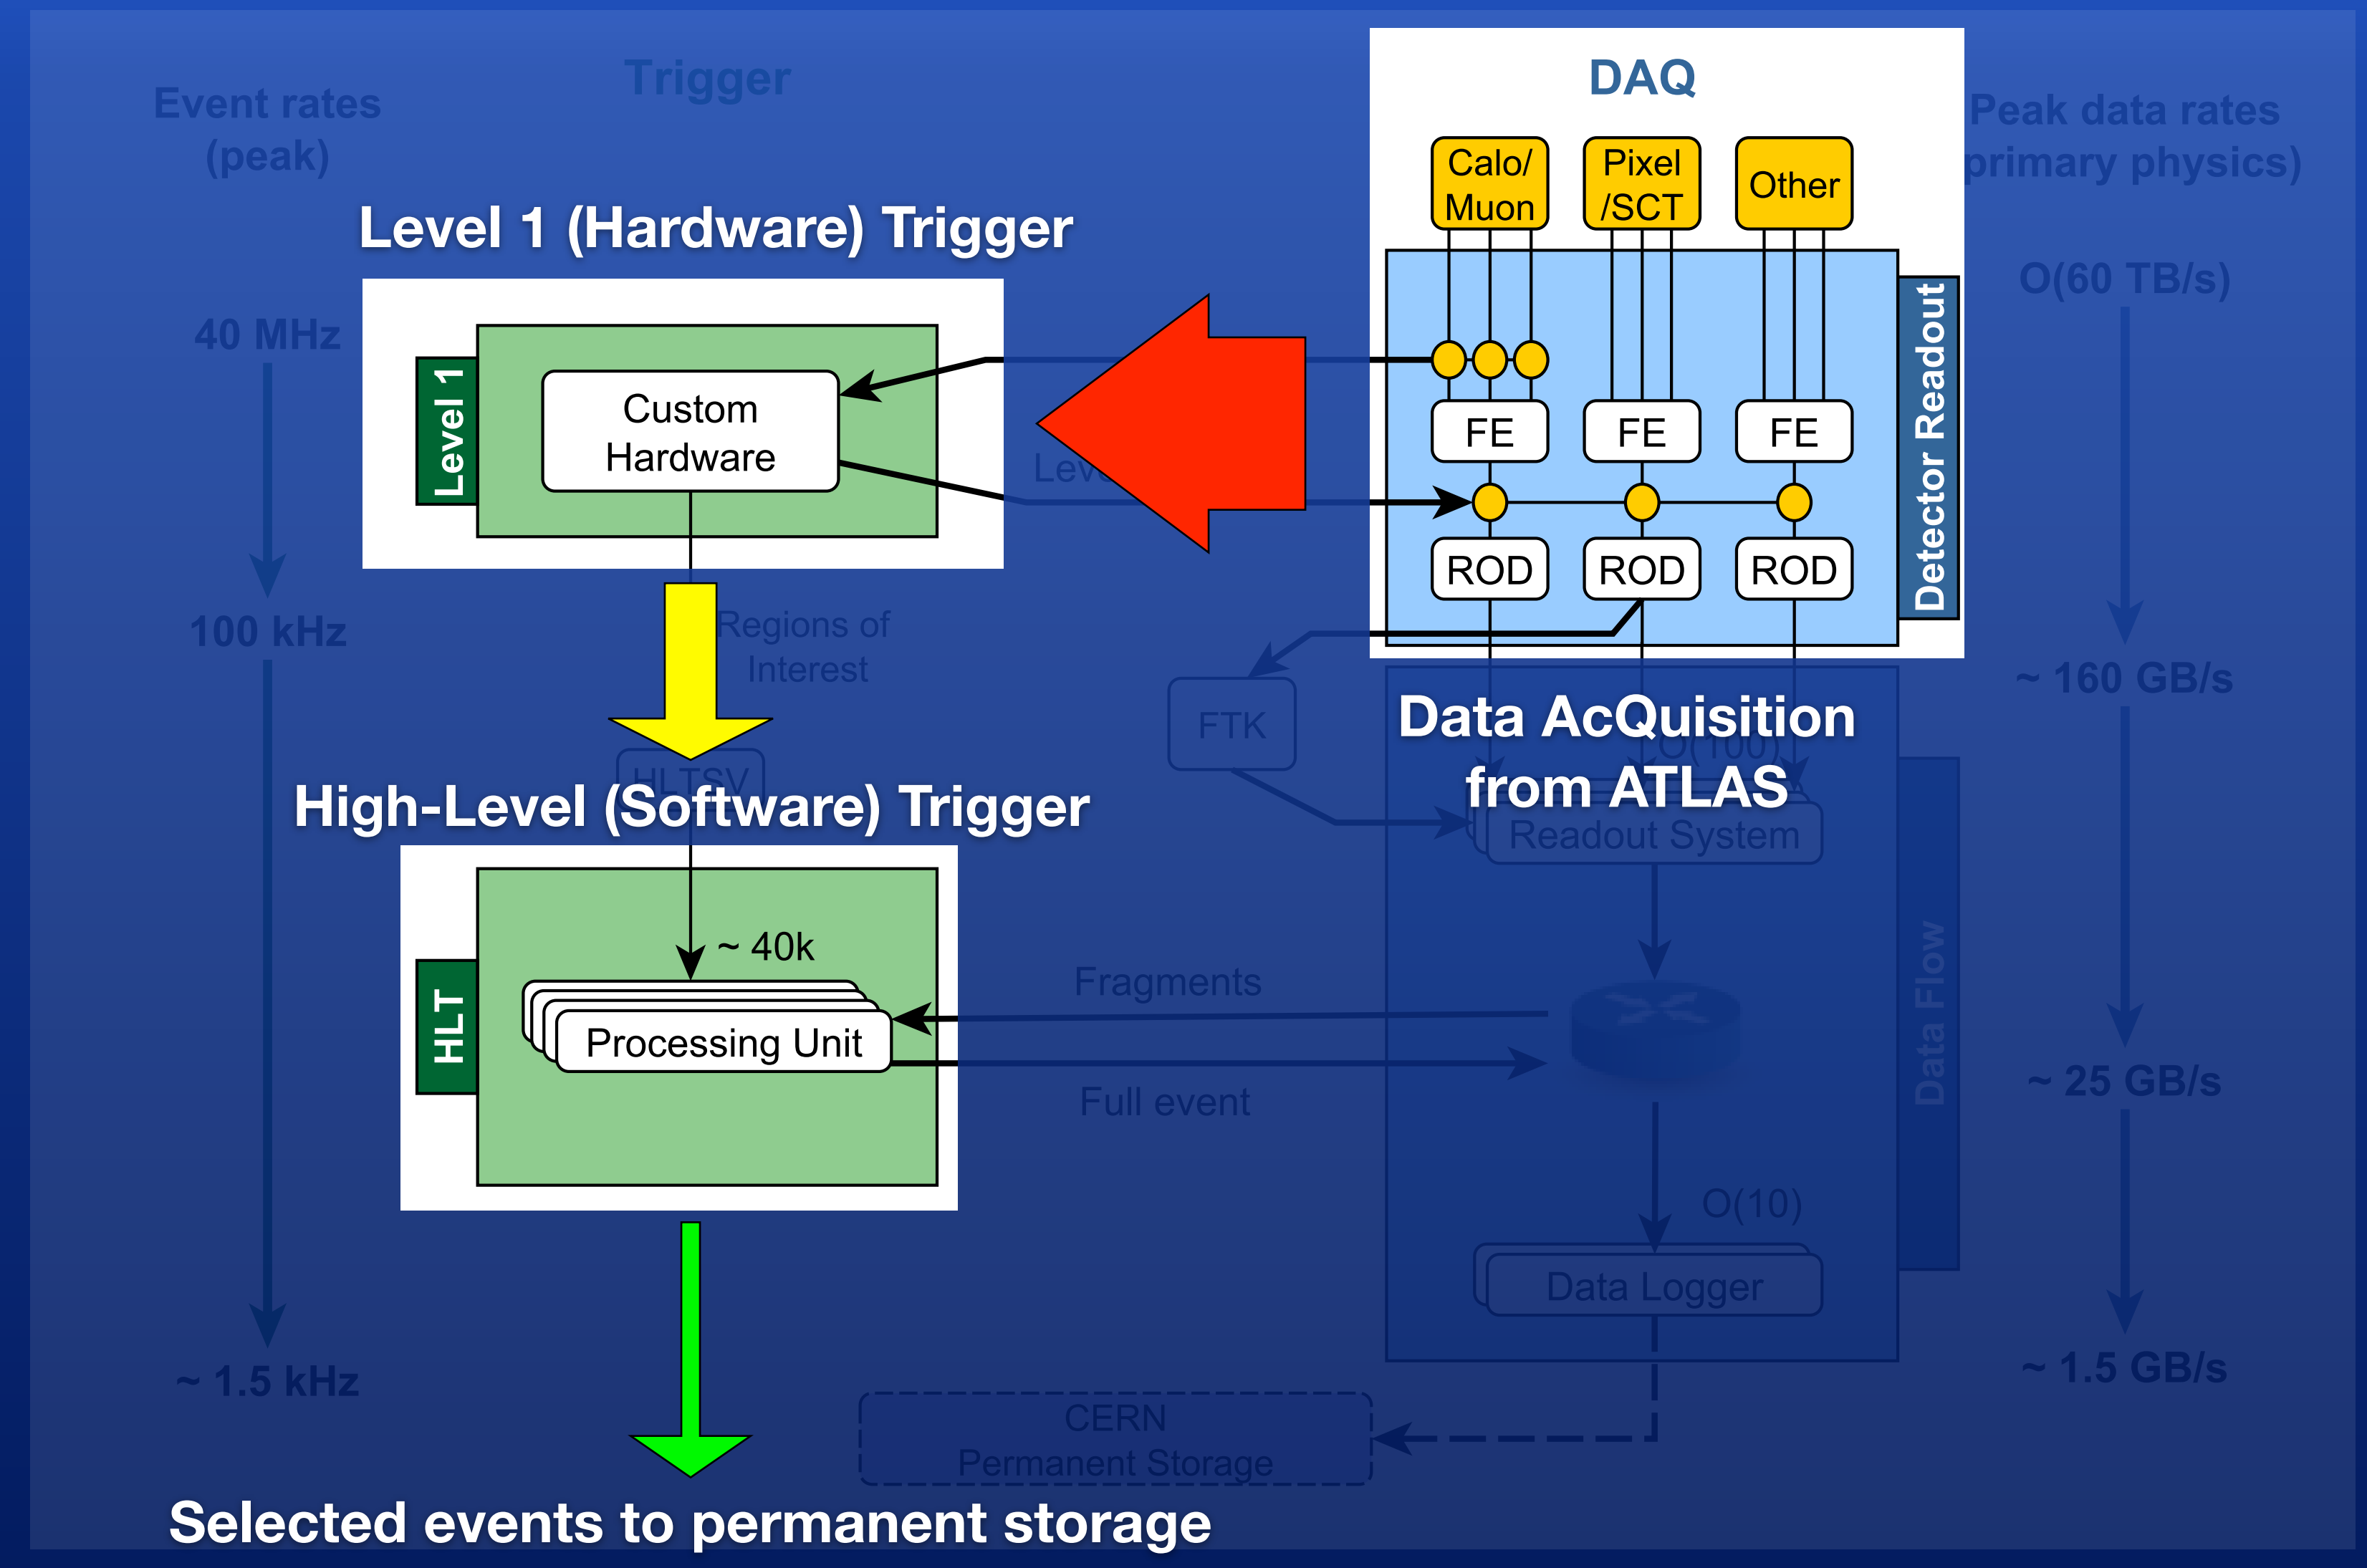 Trigger
DAQ
Event rates
(peak)
Peak data rates
primary physics)
Calo/
Muon
Pixel
/SCT
Other
Level 1 (Hardware) Trigger
O(60 TB/s)
40 MHz
Level 1
Custom
Hardware
FE
FE
FE
Detector Readout
ROD
ROD
ROD
100 kHz
Regions of
Interest
~ 160 GB/s
FTK
Data AcQuisition
from ATLAS
O(100)
HLTSV
High-Level (Software) Trigger
Readout System
~ 40k
HLT
Processing Unit
Fragments
Full event
Data Flow
~ 25 GB/s
O(10)
Data Logger
~ 1.5 kHz
~ 1.5 GB/s
CERN
Permanent Storage
Selected events to permanent storage